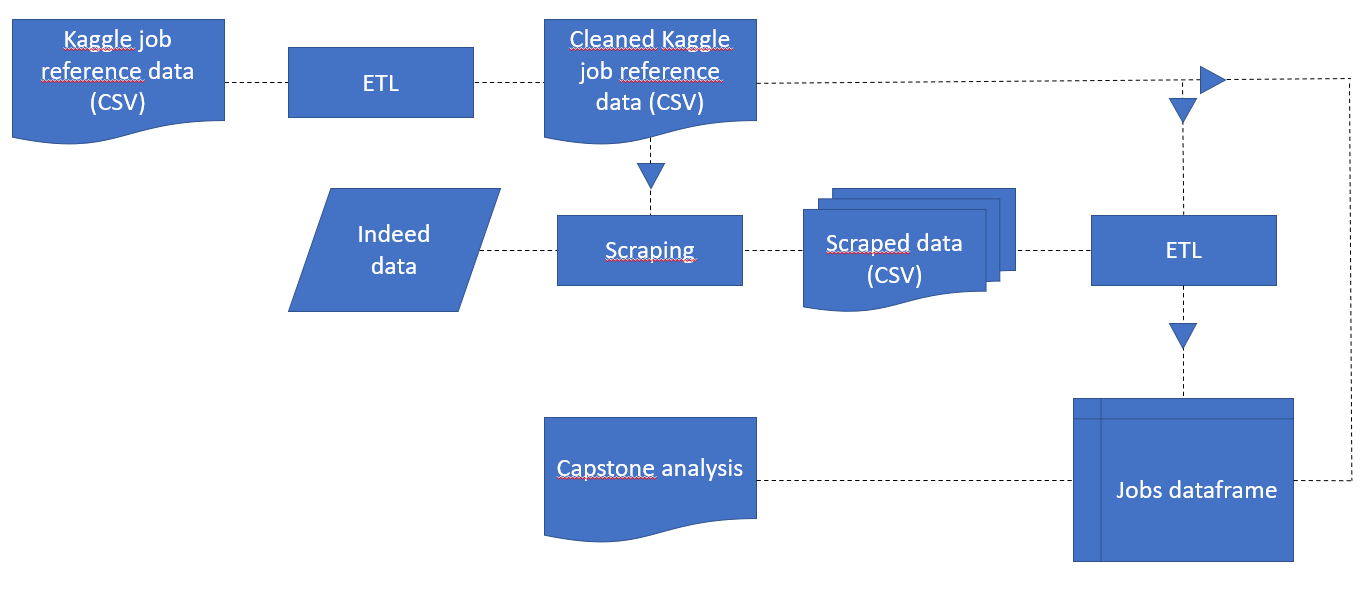 Kaggle job
reference data
(CSV)
ETL
Cleaned Kaggle
job reference
data (CSV)
Indeed
data
Scraping
Scraped data
(CSV)
ETL
Capstone analysis
Jobs dataframe